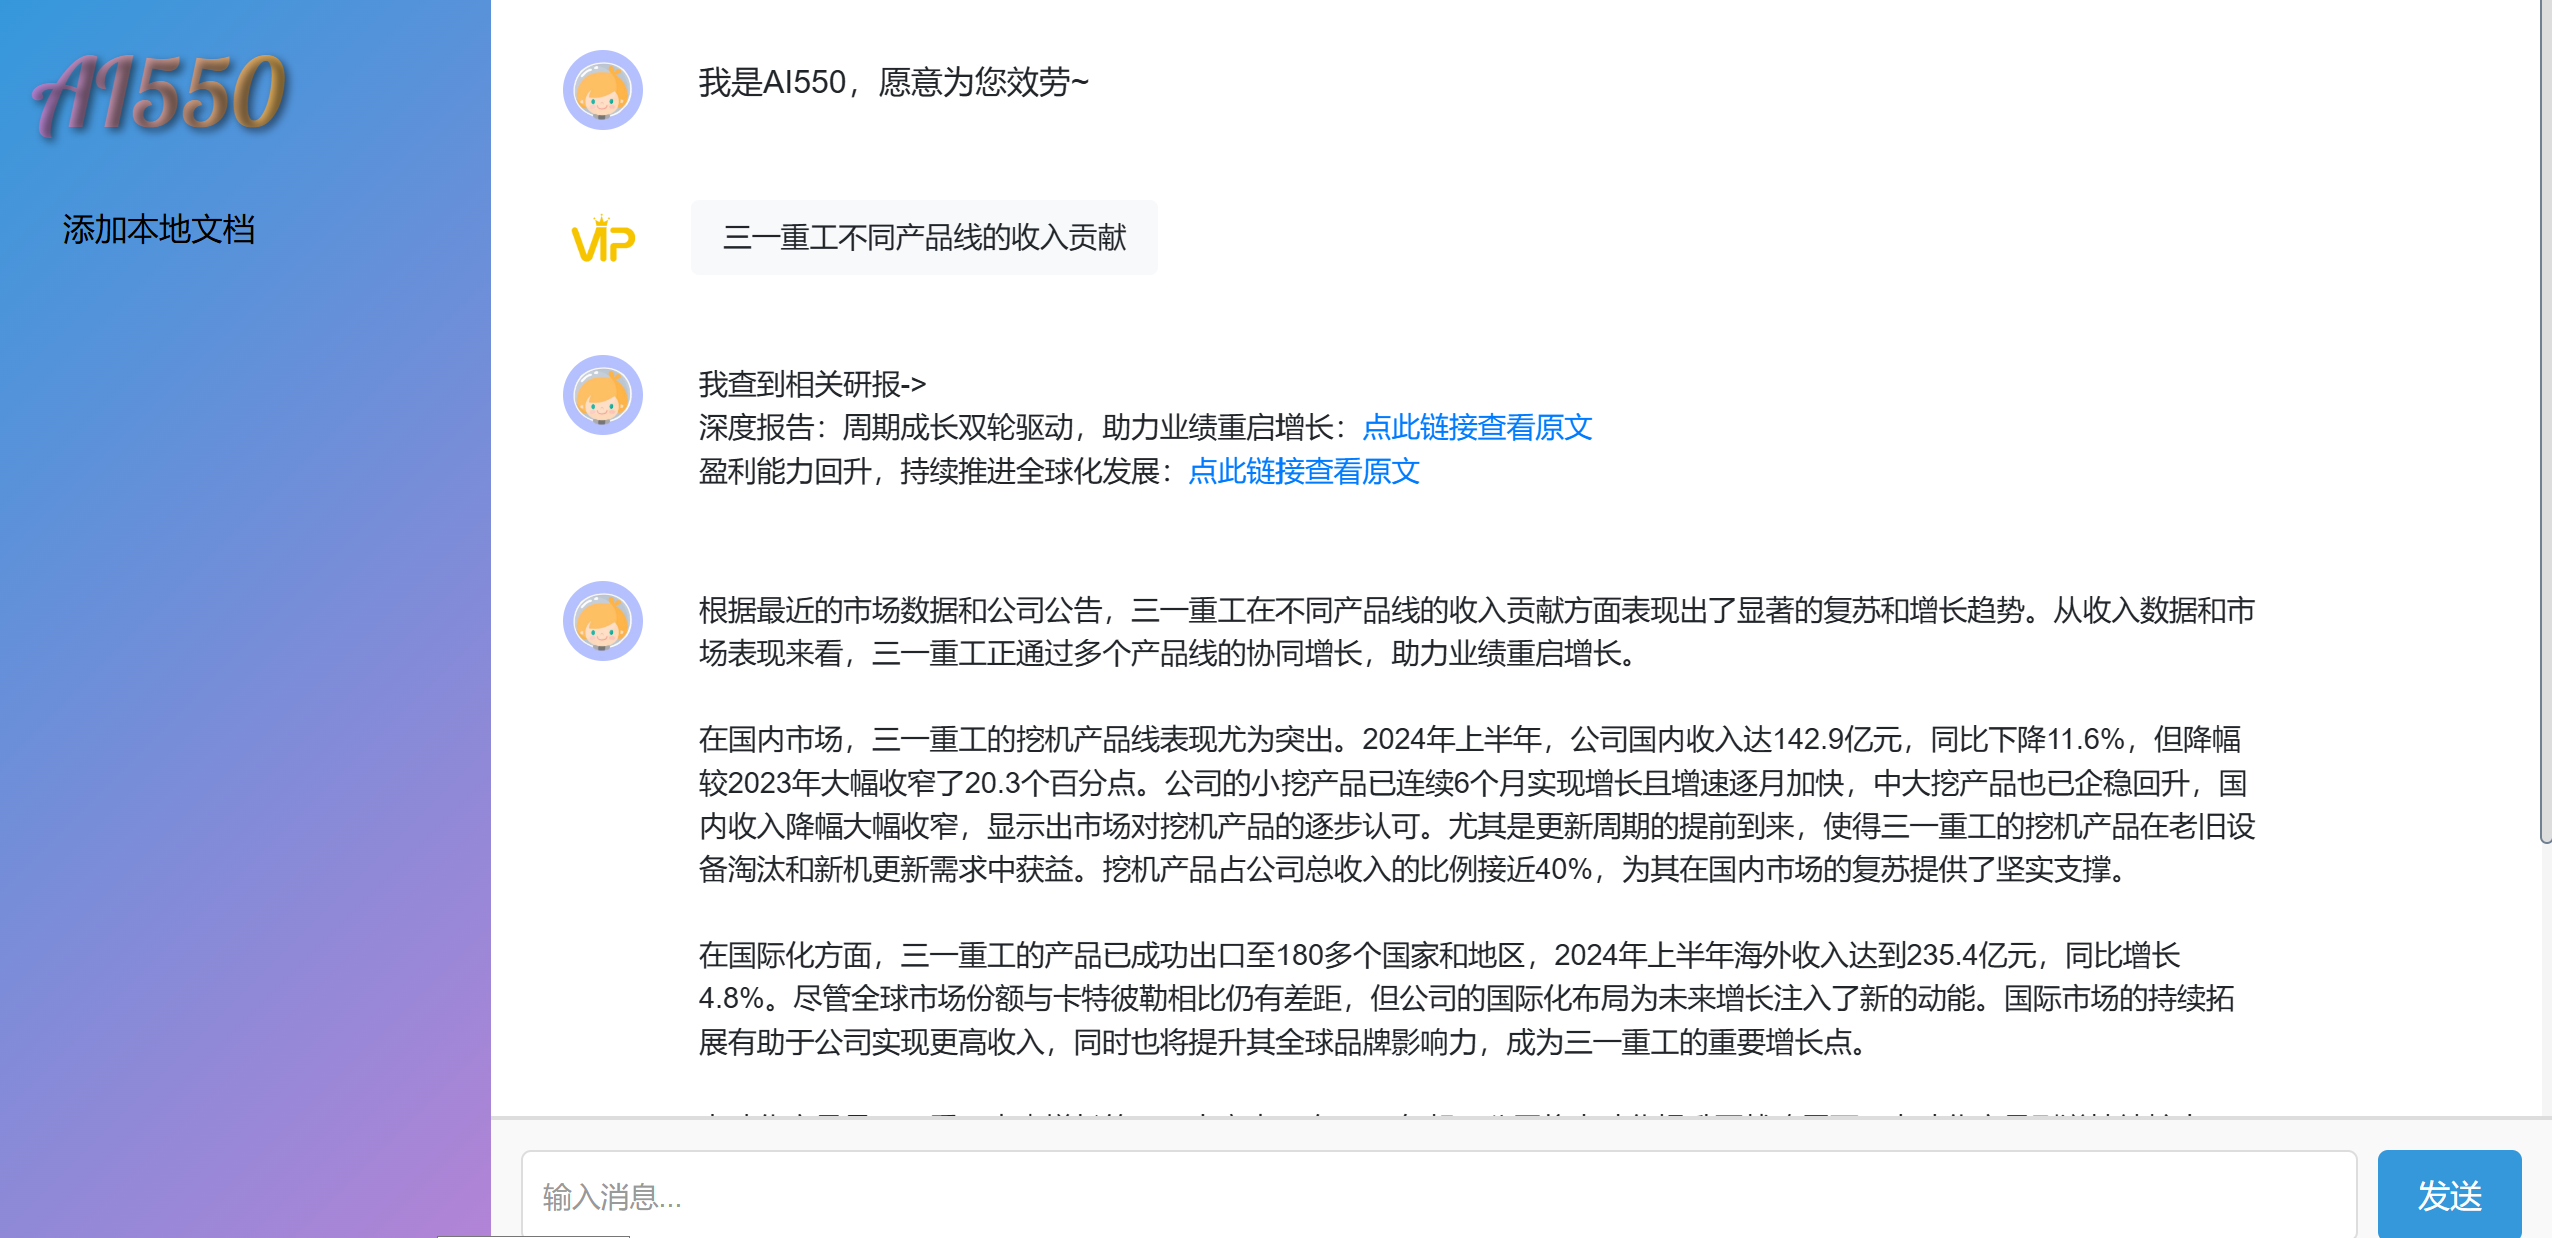 AI550
添加本地文档
我是AI550，愿意为您效劳~
VIP
三一重工不同产品线的收入贡献
我查到相关研报->
深度报告：周期成长双轮驱动，助力业绩重启增长：点此链接查看原文
盈利能力回升，持续推进全球化发展：点此链接查看原文
根据最近的市场数据和公司公告，三一重工在不同产品线的收入贡献方面表现出了显著的复苏和增长趋势。从收入数据和市
场表现来看，三一重工正通过多个产品线的协同增长，助力业绩重启增长。
在国内市场，三一重工的挖机产品线表现尤为突出。2024年上半年，公司国内收入达142.9亿元，同比下降11.6%，但降幅
较2023年大幅收窄了20.3个百分点。公司的小挖产品已连续6个月实现增长且增速逐月加快，中大挖产品也已企稳回升，国
内收入降幅大幅收窄，显示出市场对挖机产品的逐步认可。尤其是更新周期的提前到来，使得三一重工的挖机产品在老旧设
备淘汰和新机更新需求中获益。挖机产品占公司总收入的比例接近40%，为其在国内市场的复苏提供了坚实支撑。
在国际化方面，三一重工的产品已成功出口至180多个国家和地区，2024年上半年海外收入达到235.4亿元，同比增长
4.8%。尽管全球市场份额与卡特彼勒相比仍有差距，但公司的国际化布局为未来增长注入了新的动能。国际市场的持续拓
展有助于公司实现更高收入，同时也将提升其全球品牌影响力，成为三一重工的重要增长点。
输入消息...
发送